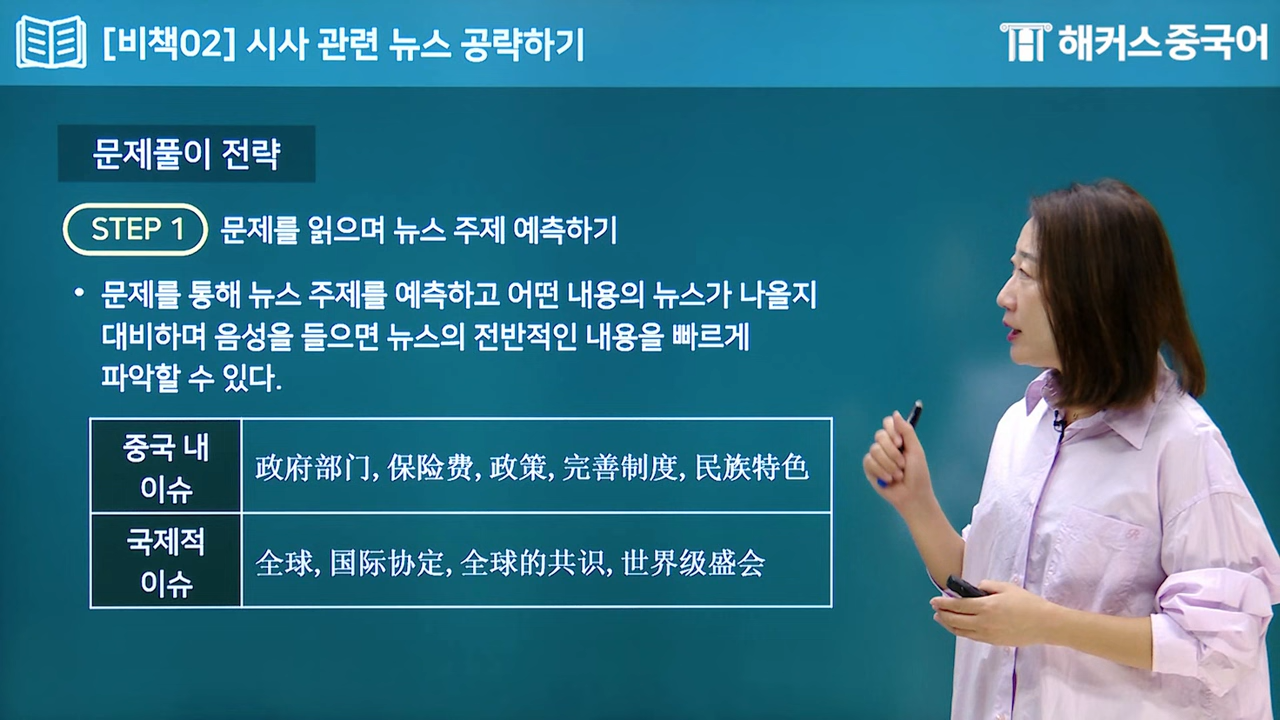 [비책02] 시사 관련 뉴스 공략하기
해커스중국어
문제풀이 전략
STEP 1 문제를 읽으며 뉴스 주제 예측하기
• 문제를 통해 뉴스 주제를 예측하고 어떤 내용의 뉴스가 나올지
대비하며 음성을 들으면 뉴스의 전반적인 내용을 빠르게
파악할 수 있다.
중국 내
이슈
政府部门, 保险费, 政策, 完善制度, 民族特色
국제적
이슈
全球, 国际协定, 全球的共识, 世界级盛会